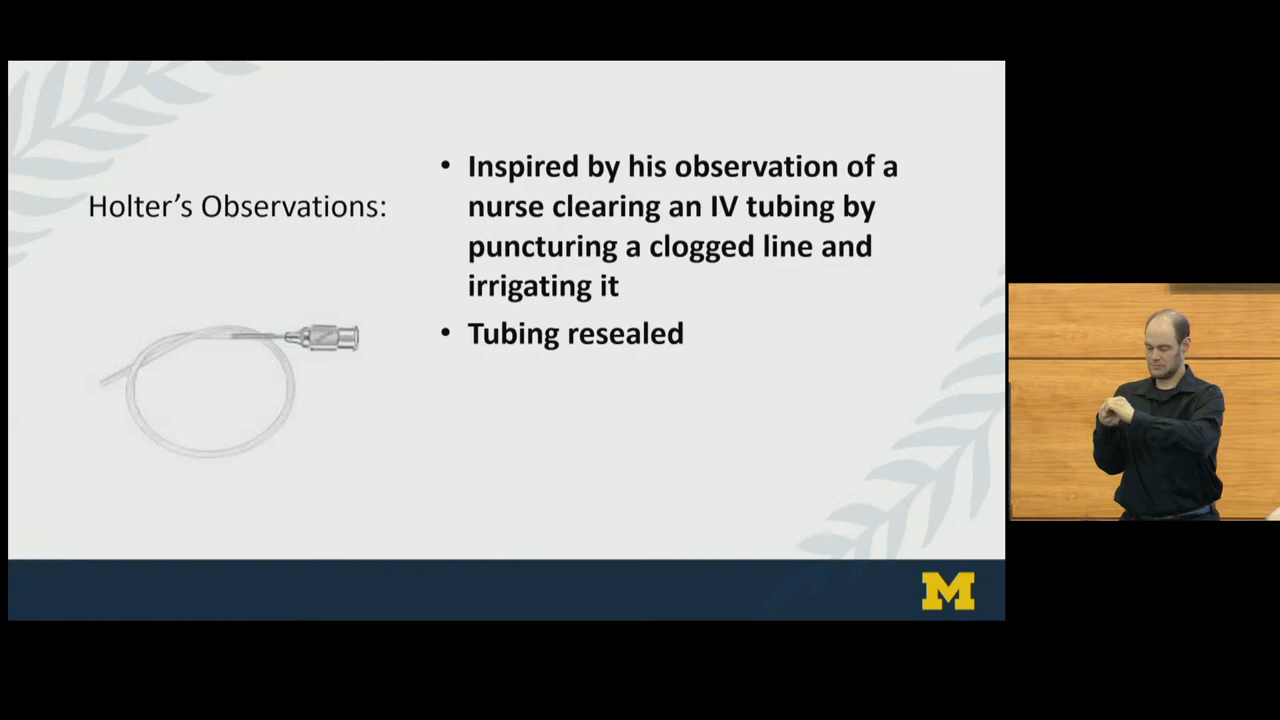 Holter’s Observations:
• Inspired by his observation of a
nurse clearing an IV tubing by
puncturing a clogged line and
irrigating it
• Tubing resealed
M